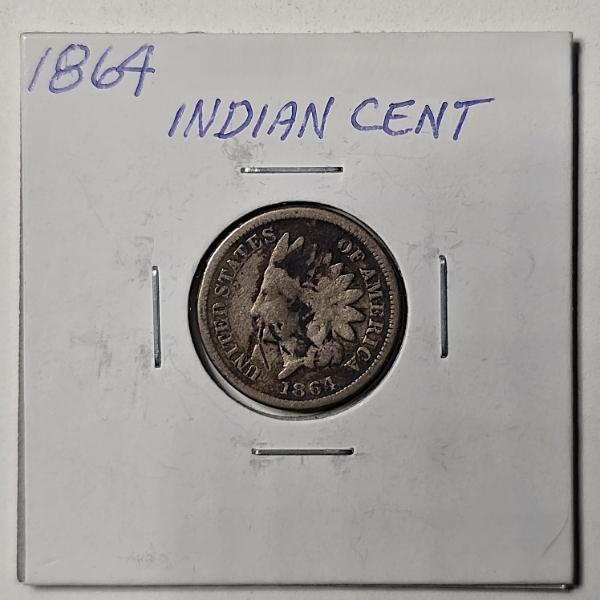 1864
INDIAN CENT
UNITED STATES OF AMERICA
1864